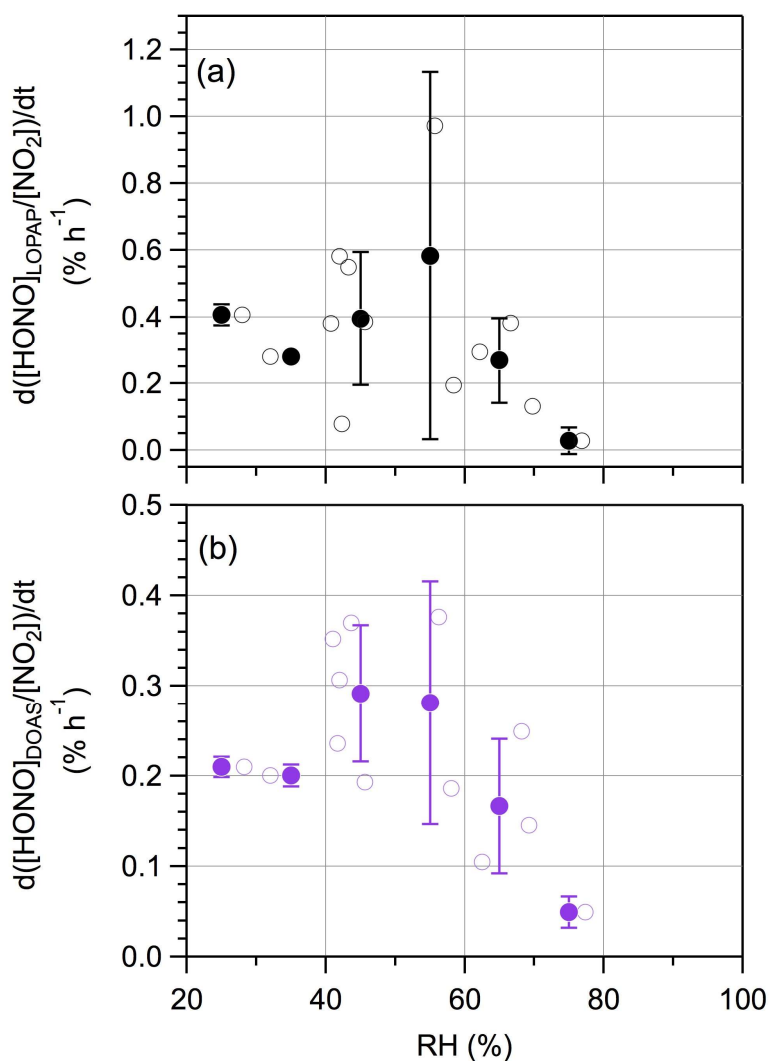 (a)
d([HONO]LOPAP/[NO2])/dt
(% h-1)
1.2
1.0
0.8
0.6
0.4
0.2
0.0
(b)
d([HONO]DOAS/[NO2])/dt
(% h-1)
0.5
0.4
0.3
0.2
0.1
0.0
20 40 60 80 100
RH (%)